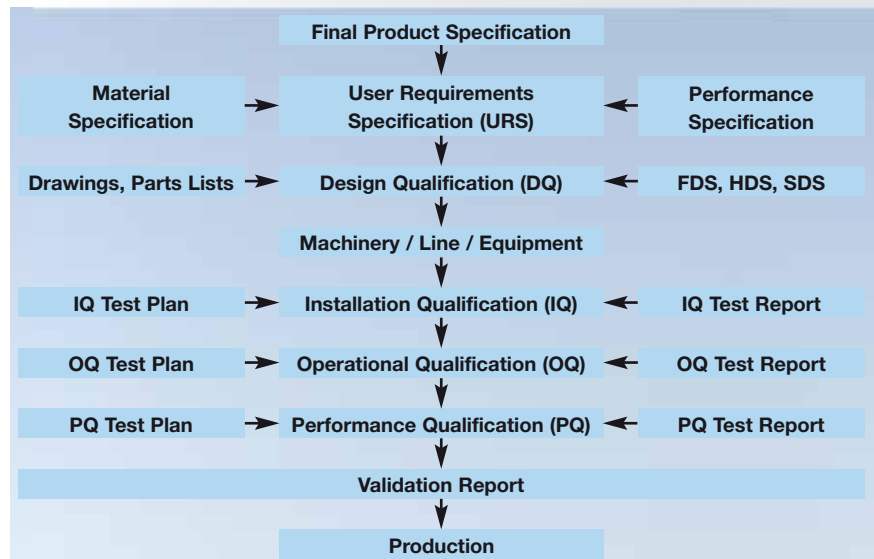 Final Product Specification
Material
Specification
User Requirements
Specification (URS)
Performance
Specification
Drawings, Parts Lists
Design Qualification (DQ)
FDS, HDS, SDS
Machinery / Line / Equipment
IQ Test Plan
Installation Qualification (IQ)
IQ Test Report
OQ Test Plan
Operational Qualification (OQ)
OQ Test Report
PQ Test Plan
Performance Qualification (PQ)
PQ Test Report
Validation Report
Production